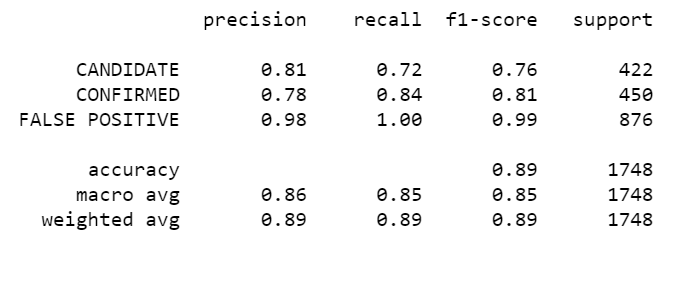 precision recall f1-score support
CANDIDATE 0.81 0.72 0.76 422
CONFIRMED 0.78 0.84 0.81 450
FALSE POSITIVE 0.98 1.00 0.99 876
accuracy 0.89 1748
macro avg 0.86 0.85 0.85 1748
weighted avg 0.89 0.89 0.89 1748